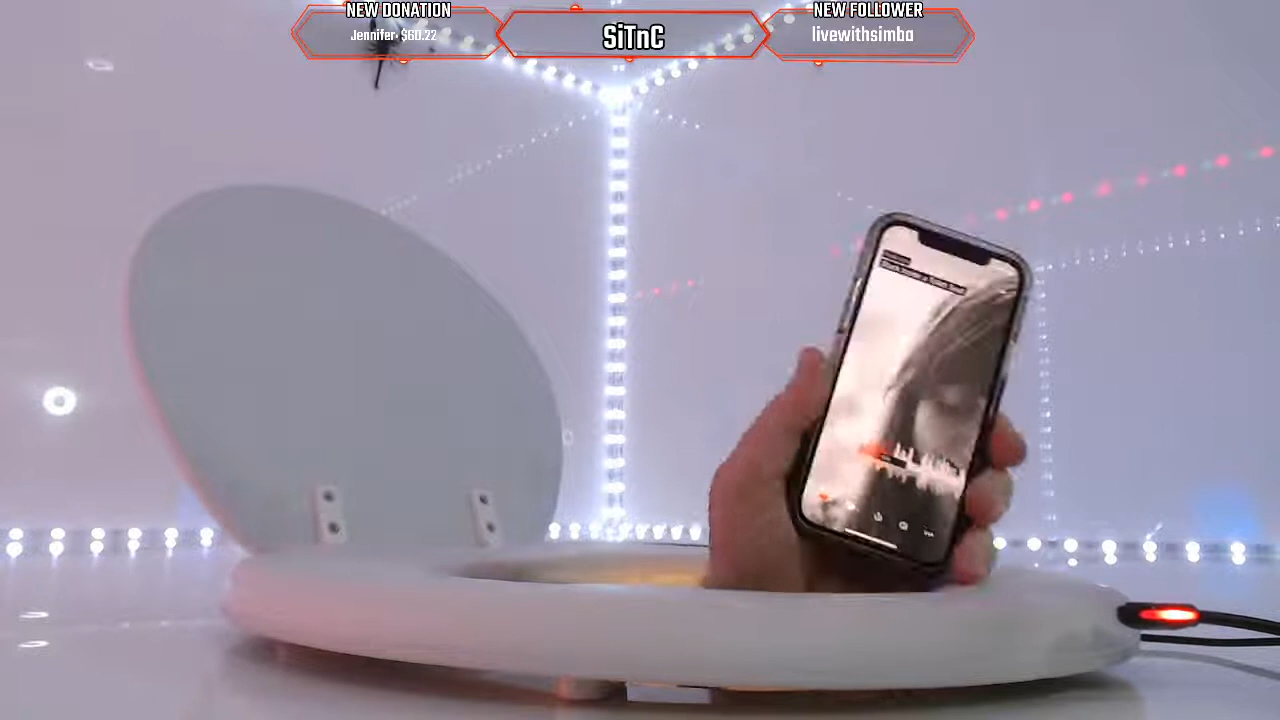 NEW DONATION
Jennifer: $60.22
SiTnC
NEW FOLLOWER
livewithsimba